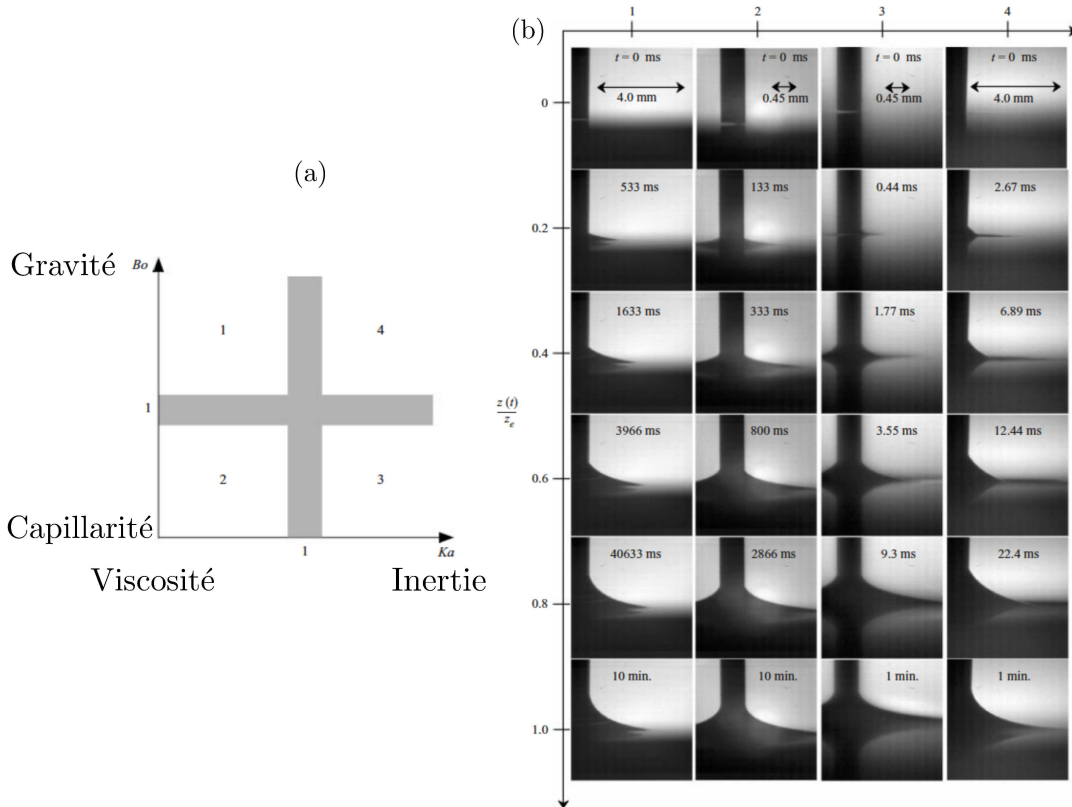 (a)
Gravité
Bo
1
4
1
2
3
Capillarité
1
Ka
Viscosité
Inertie
(b)
1
2
3
4
z (t)
z_e
0
0.2
0.4
0.6
0.8
1.0
t = 0 ms
t = 0 ms
t = 0 ms
t = 0 ms
4.0 mm
0.45 mm
0.45 mm
4.0 mm
533 ms
133 ms
0.44 ms
2.67 ms
1633 ms
333 ms
1.77 ms
6.89 ms
3966 ms
800 ms
3.55 ms
12.44 ms
40633 ms
2866 ms
9.3 ms
22.4 ms
10 min.
10 min.
1 min.
1 min.